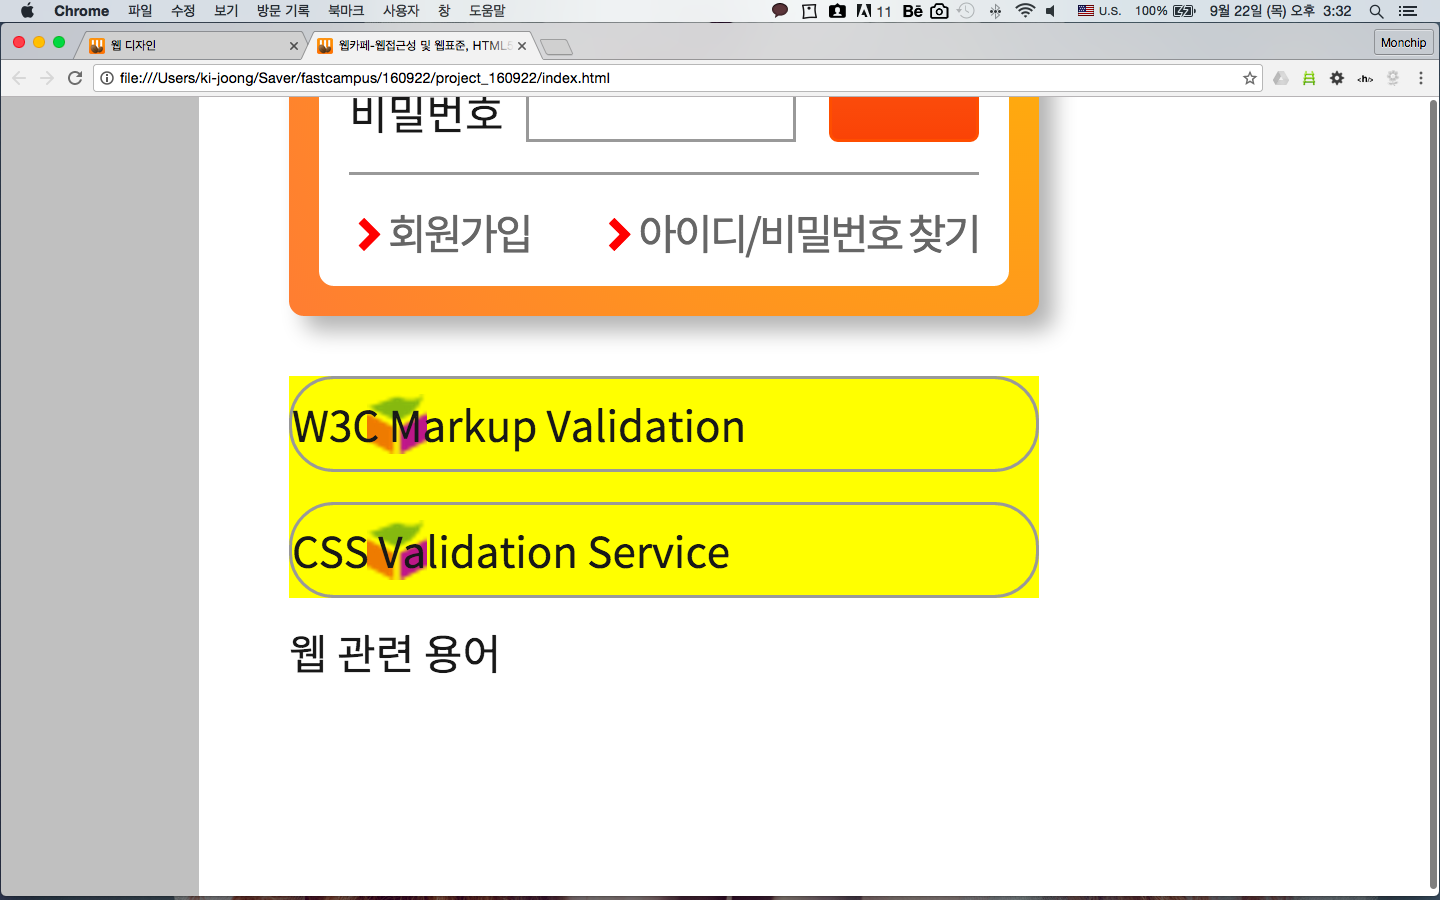 Chrome 파일 수정 보기 방문 기록 북마크 사용자 창 도움말 11 Bē U.S. 100% 9월 22일 (목) 오후 3:32
웹 디자인 웹카페-웹접근성 및 웹표준, HTML5 Monchip
file:///Users/ki-joong/Saver/fastcampus/160922/project_160922/index.html <h/>
비밀번호
회원가입 아이디/비밀번호 찾기
W3C Markup Validation
CSS Validation Service
웹 관련 용어